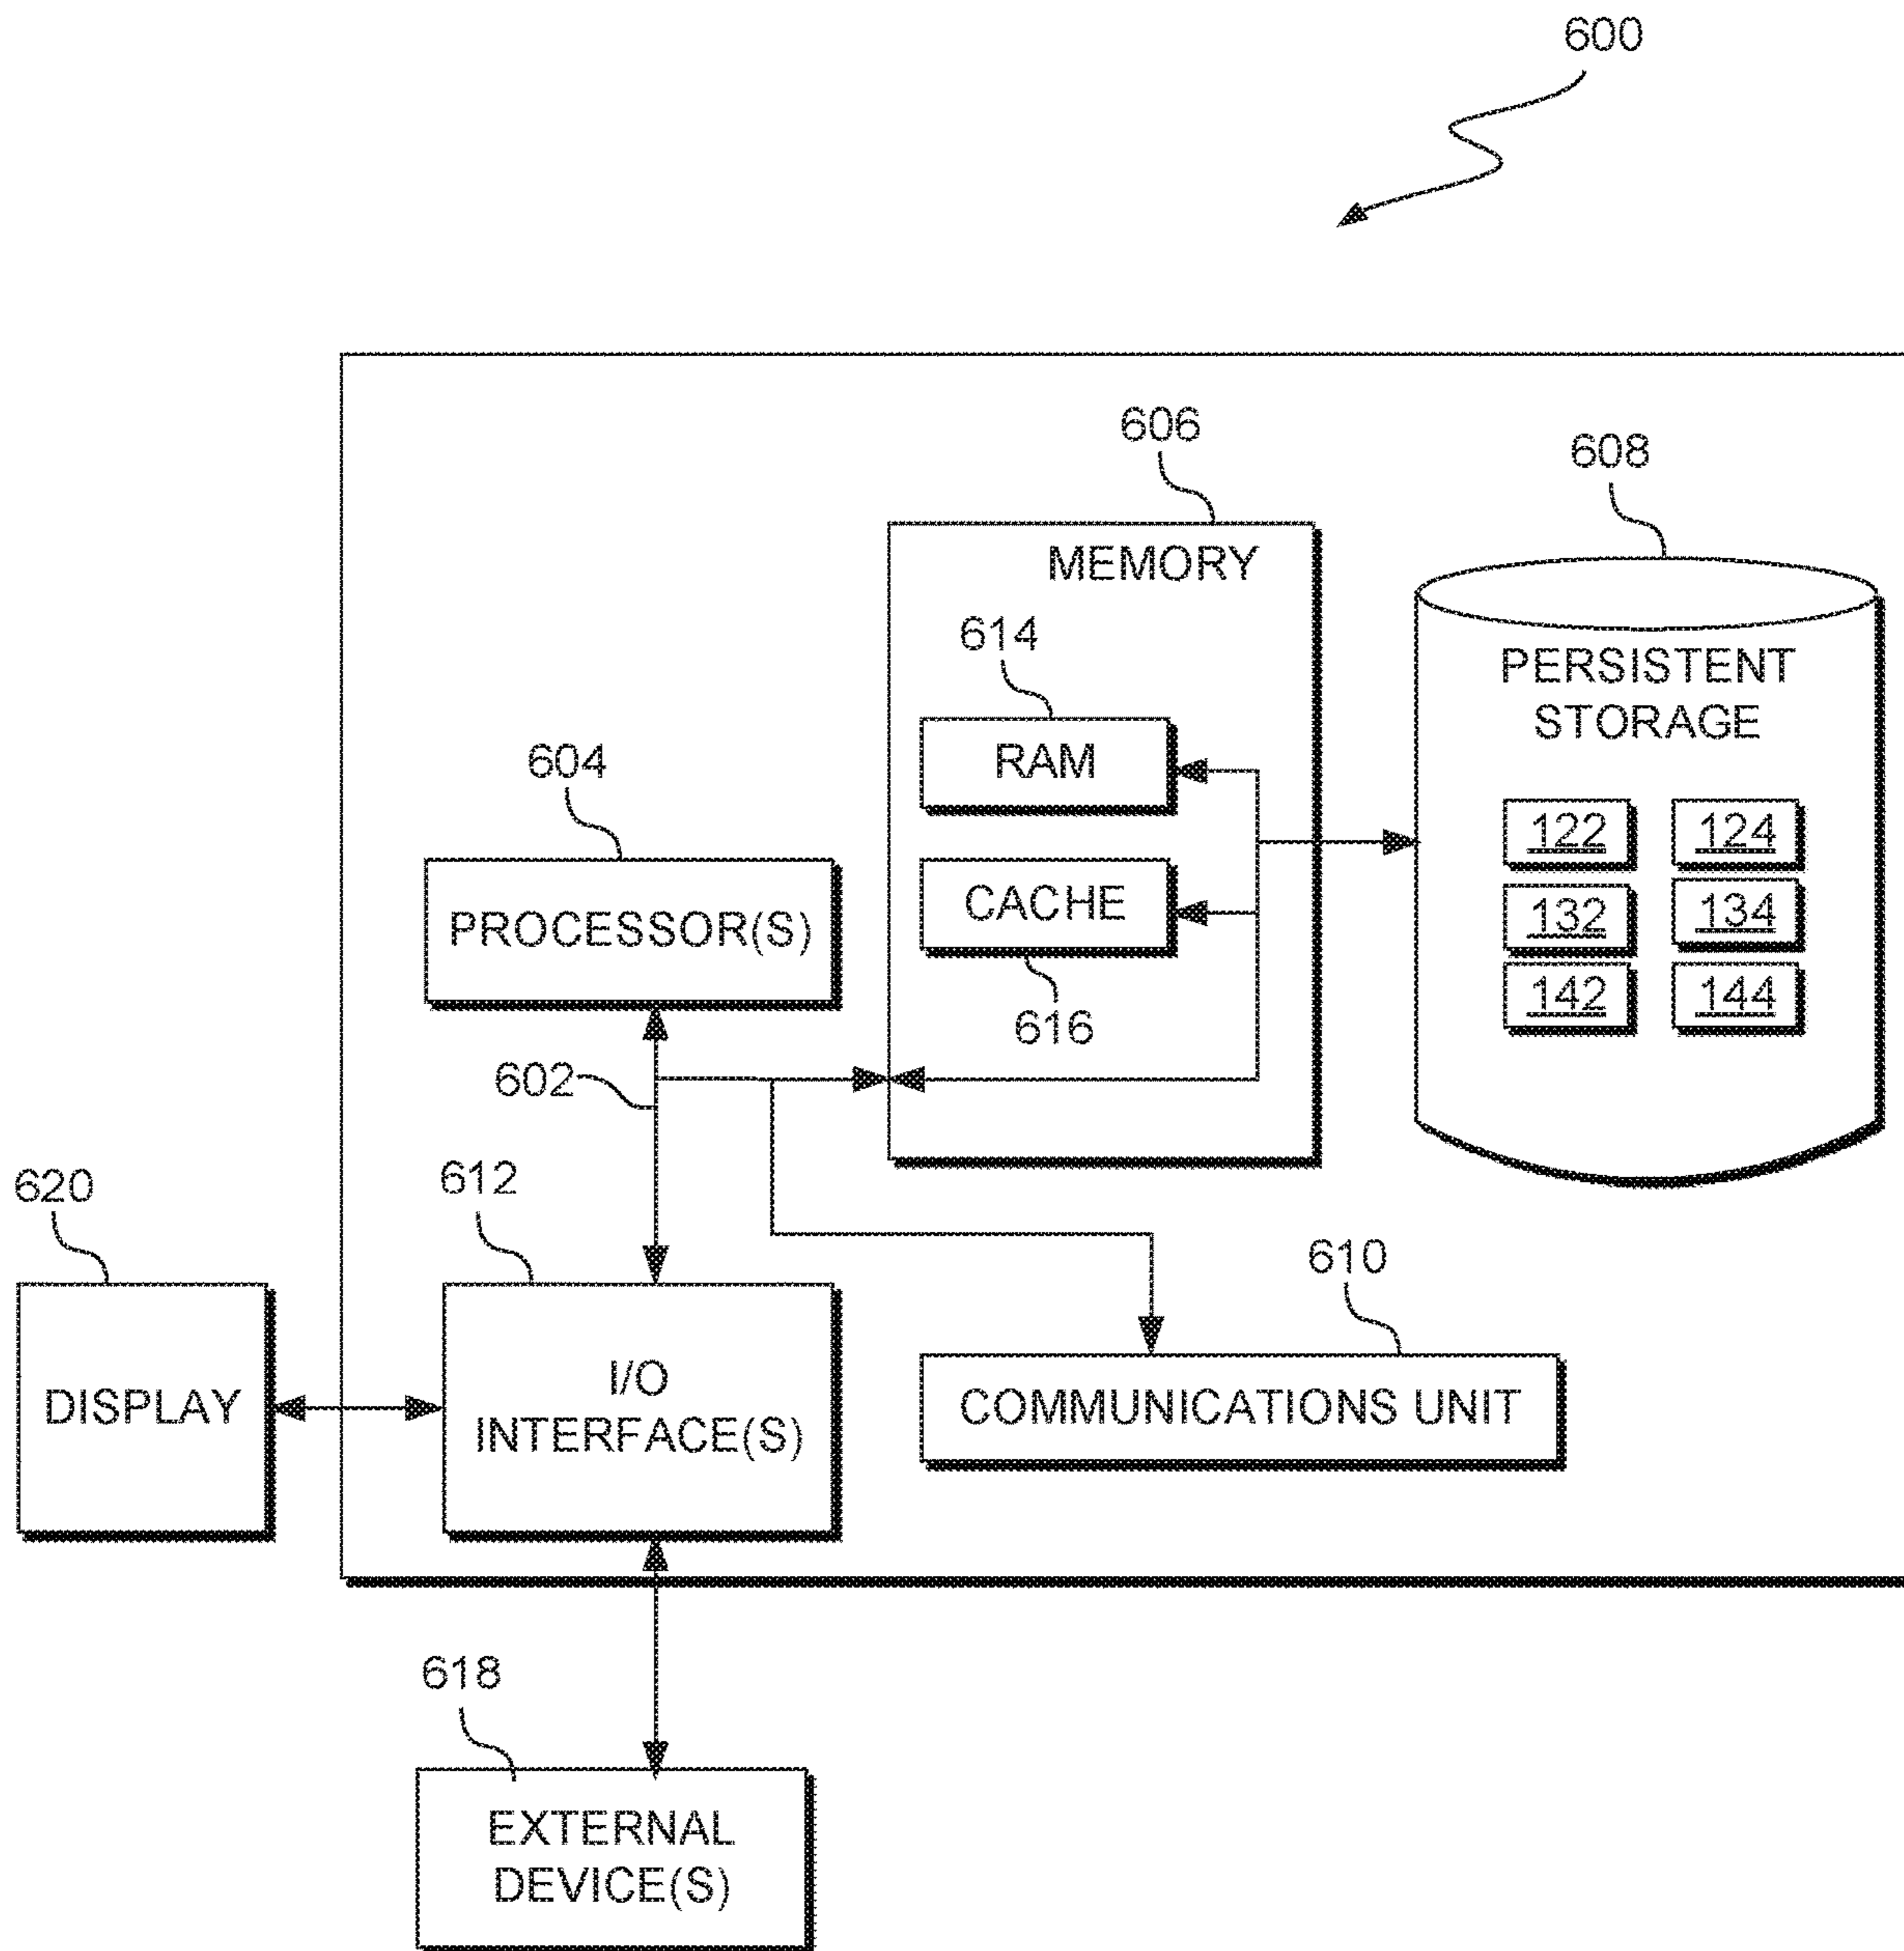 600
606
608
MEMORY
614
PERSISTENT
STORAGE
RAM
604
122
124
CACHE
PROCESSOR(S)
132
134
142
144
616
602
620
612
610
I/O
INTERFACE(S)
DISPLAY
COMMUNICATIONS UNIT
618
EXTERNAL
DEVICE(S)